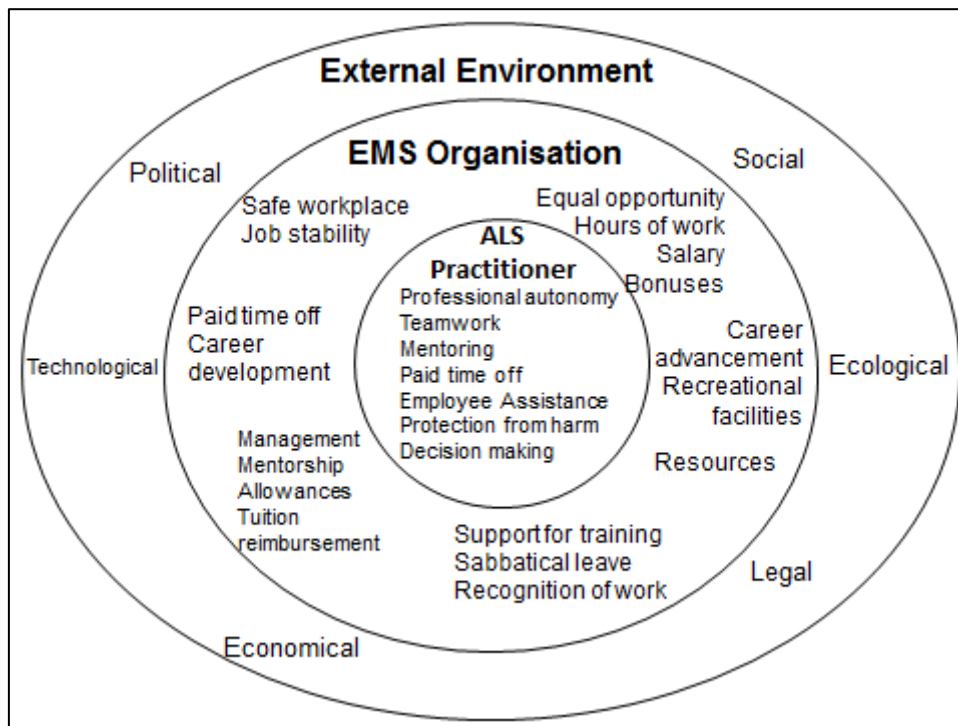 External Environment
EMS Organisation
Political
Social
Safe workplace
Job stability
Equal opportunity
Hours of work
Salary
Bonuses
ALS
Practitioner
Professional autonomy
Teamwork
Mentoring
Paid time off
Employee Assistance
Protection from harm
Decision making
Paid time off
Career
development
Technological
Career
advancement
Recreational
facilities
Ecological
Management
Mentorship
Allowances
Tuition
reimbursement
Resources
Support for training
Sabbatical leave
Recognition of work
Legal
Economical